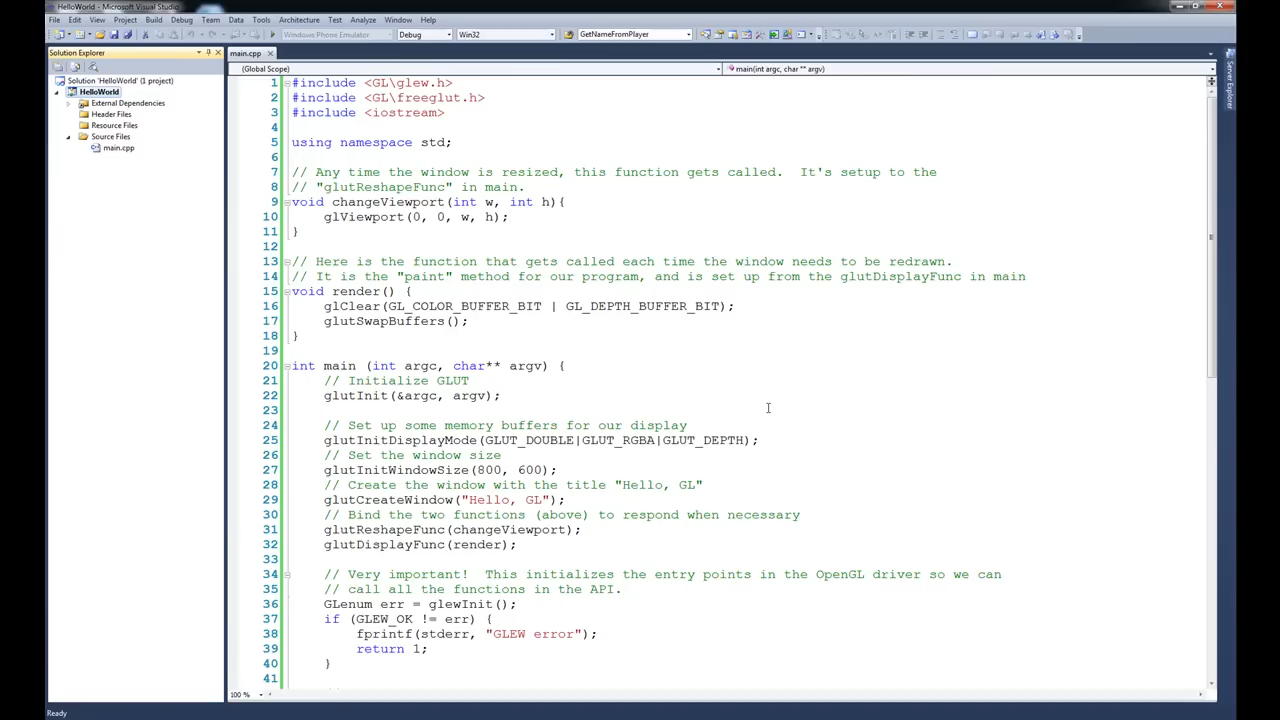 HelloWorld - Microsoft Visual Studio
File Edit View Project Build Debug Team Data Tools Architecture Test Analyze Window Help
Windows Phone Emulator Debug Win32 GetNameFromPlayer
Solution Explorer
Solution 'HelloWorld' (1 project)
HelloWorld
External Dependencies
Header Files
Resource Files
Source Files
main.cpp
main.cpp
(Global Scope) main(int argc, char ** argv)
1 #include <GL\glew.h>
2 #include <GL\freeglut.h>
3 #include <iostream>
4
5 using namespace std;
6
7 // Any time the window is resized, this function gets called.  It's setup to the
8 // "glutReshapeFunc" in main.
9 void changeViewport(int w, int h){
10 glViewport(0, 0, w, h);
11 }
12
13 // Here is the function that gets called each time the window needs to be redrawn.
14 // It is the "paint" method for our program, and is set up from the glutDisplayFunc in main
15 void render() {
16 glClear(GL_COLOR_BUFFER_BIT | GL_DEPTH_BUFFER_BIT);
17 glutSwapBuffers();
18 }
19
20 int main (int argc, char** argv) {
21 // Initialize GLUT
22 glutInit(&argc, argv);
23
24 // Set up some memory buffers for our display
25 glutInitDisplayMode(GLUT_DOUBLE|GLUT_RGBA|GLUT_DEPTH);
26 // Set the window size
27 glutInitWindowSize(800, 600);
28 // Create the window with the title "Hello, GL"
29 glutCreateWindow("Hello, GL");
30 // Bind the two functions (above) to respond when necessary
31 glutReshapeFunc(changeViewport);
32 glutDisplayFunc(render);
33
34 // Very important!  This initializes the entry points in the OpenGL driver so we can
35 // call all the functions in the API.
36 GLenum err = glewInit();
37 if (GLEW_OK != err) {
38 fprintf(stderr, "GLEW error");
39 return 1;
40 }
41
100 %
Server Explorer
Ready